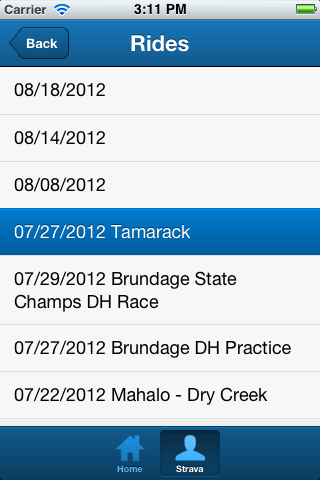 Carrier 3:11 PM
Back Rides
08/18/2012
08/14/2012
08/08/2012
07/27/2012 Tamarack
07/29/2012 Brundage State
Champs DH Race
07/27/2012 Brundage DH Practice
07/22/2012 Mahalo - Dry Creek
Home Strava